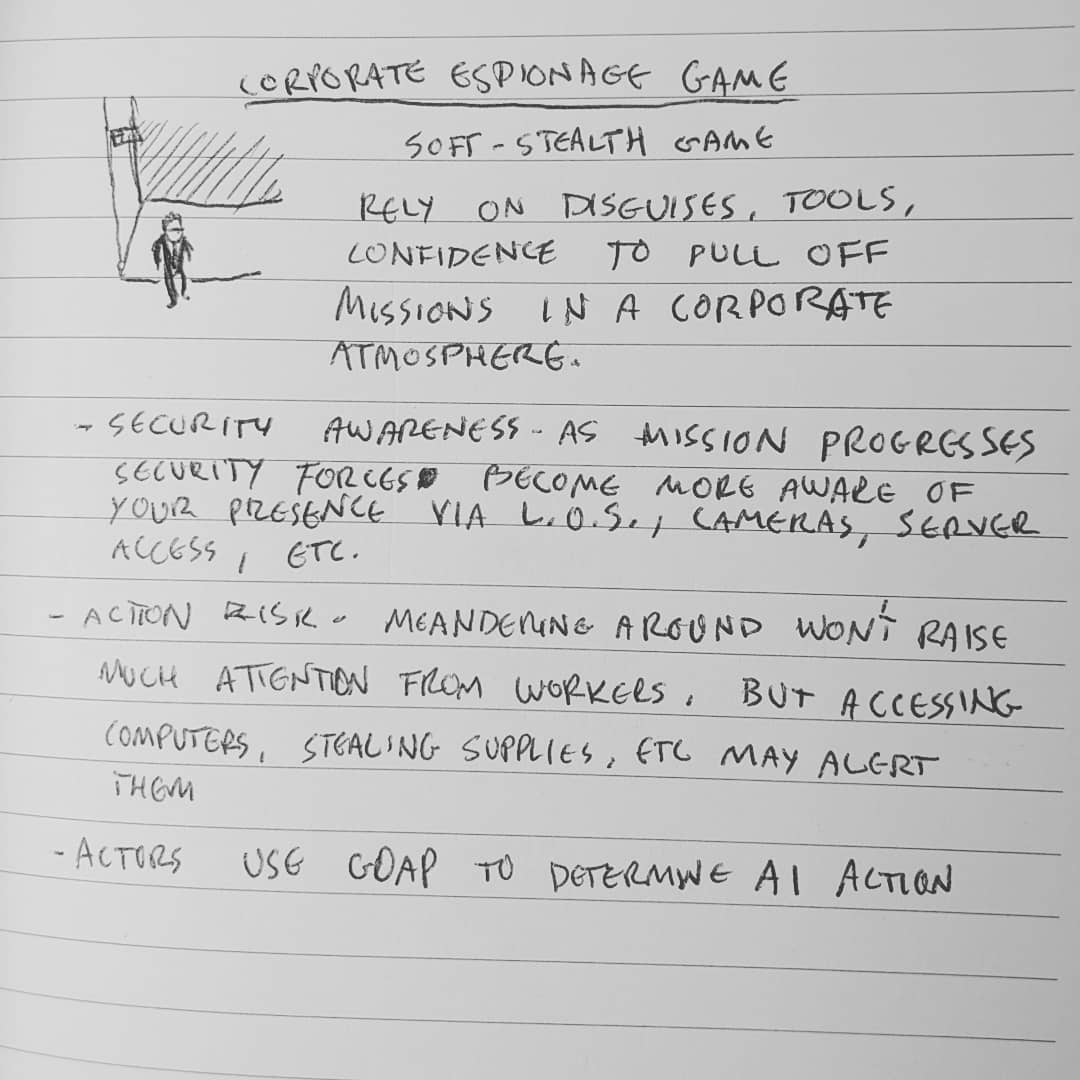 CORPORATE ESPIONAGE GAME
SOFT-STEALTH GAME
RELY ON DISGUISES, TOOLS,
CONFIDENCE TO PULL OFF
MISSIONS IN A CORPORATE
ATMOSPHERE.
- SECURITY AWARENESS - AS MISSION PROGRESSES
SECURITY FORCES BECOME MORE AWARE OF
YOUR PRESENCE VIA L.O.S., CAMERAS, SERVER
ACCESS, ETC.
- ACTION RISK - MEANDERING AROUND WON'T RAISE
MUCH ATTENTION FROM WORKERS, BUT ACCESSING
COMPUTERS, STEALING SUPPLIES, ETC MAY ALERT
THEM
- ACTORS USE GOAP TO DETERMINE AI ACTION